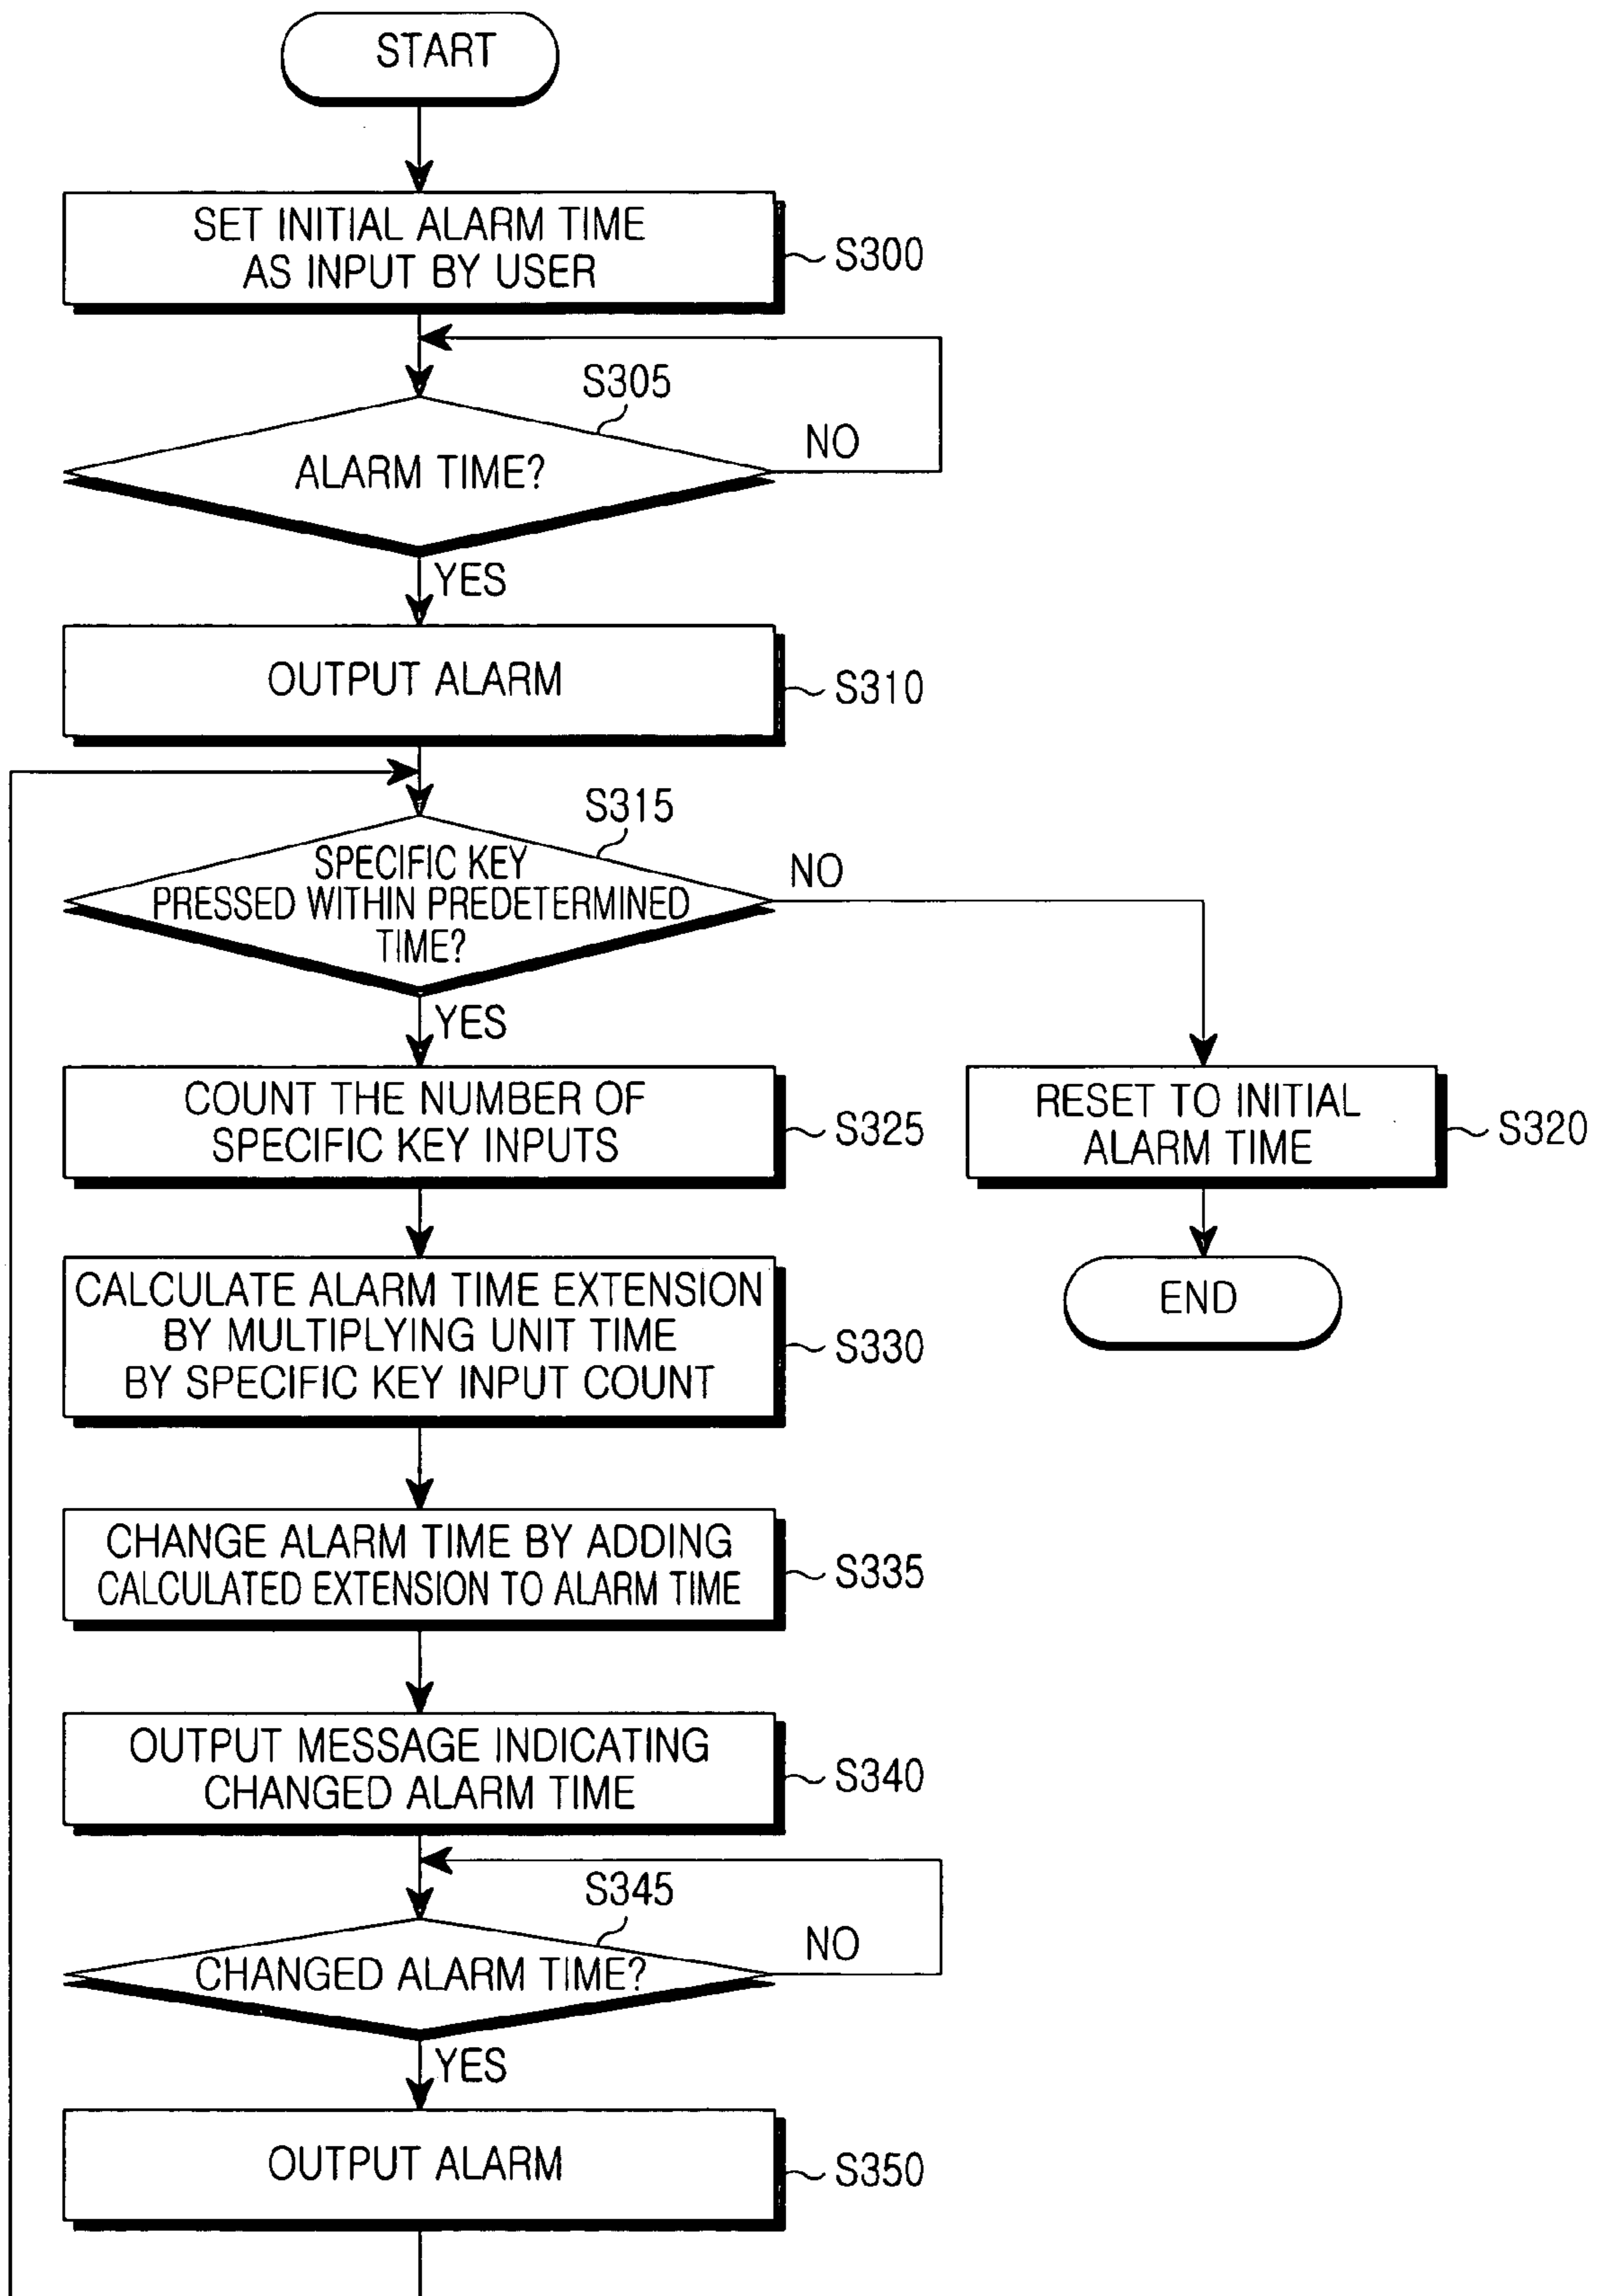 START
SET INITIAL ALARM TIME
AS INPUT BY USER
S300
S305
ALARM TIME?
NO
YES
OUTPUT ALARM
S310
S315
SPECIFIC KEY
PRESSED WITHIN PREDETERMINED
TIME?
NO
YES
COUNT THE NUMBER OF
SPECIFIC KEY INPUTS
S325
RESET TO INITIAL
ALARM TIME
S320
END
CALCULATE ALARM TIME EXTENSION
BY MULTIPLYING UNIT TIME
BY SPECIFIC KEY INPUT COUNT
S330
CHANGE ALARM TIME BY ADDING
CALCULATED EXTENSION TO ALARM TIME
S335
OUTPUT MESSAGE INDICATING
CHANGED ALARM TIME
S340
S345
CHANGED ALARM TIME?
NO
YES
OUTPUT ALARM
S350